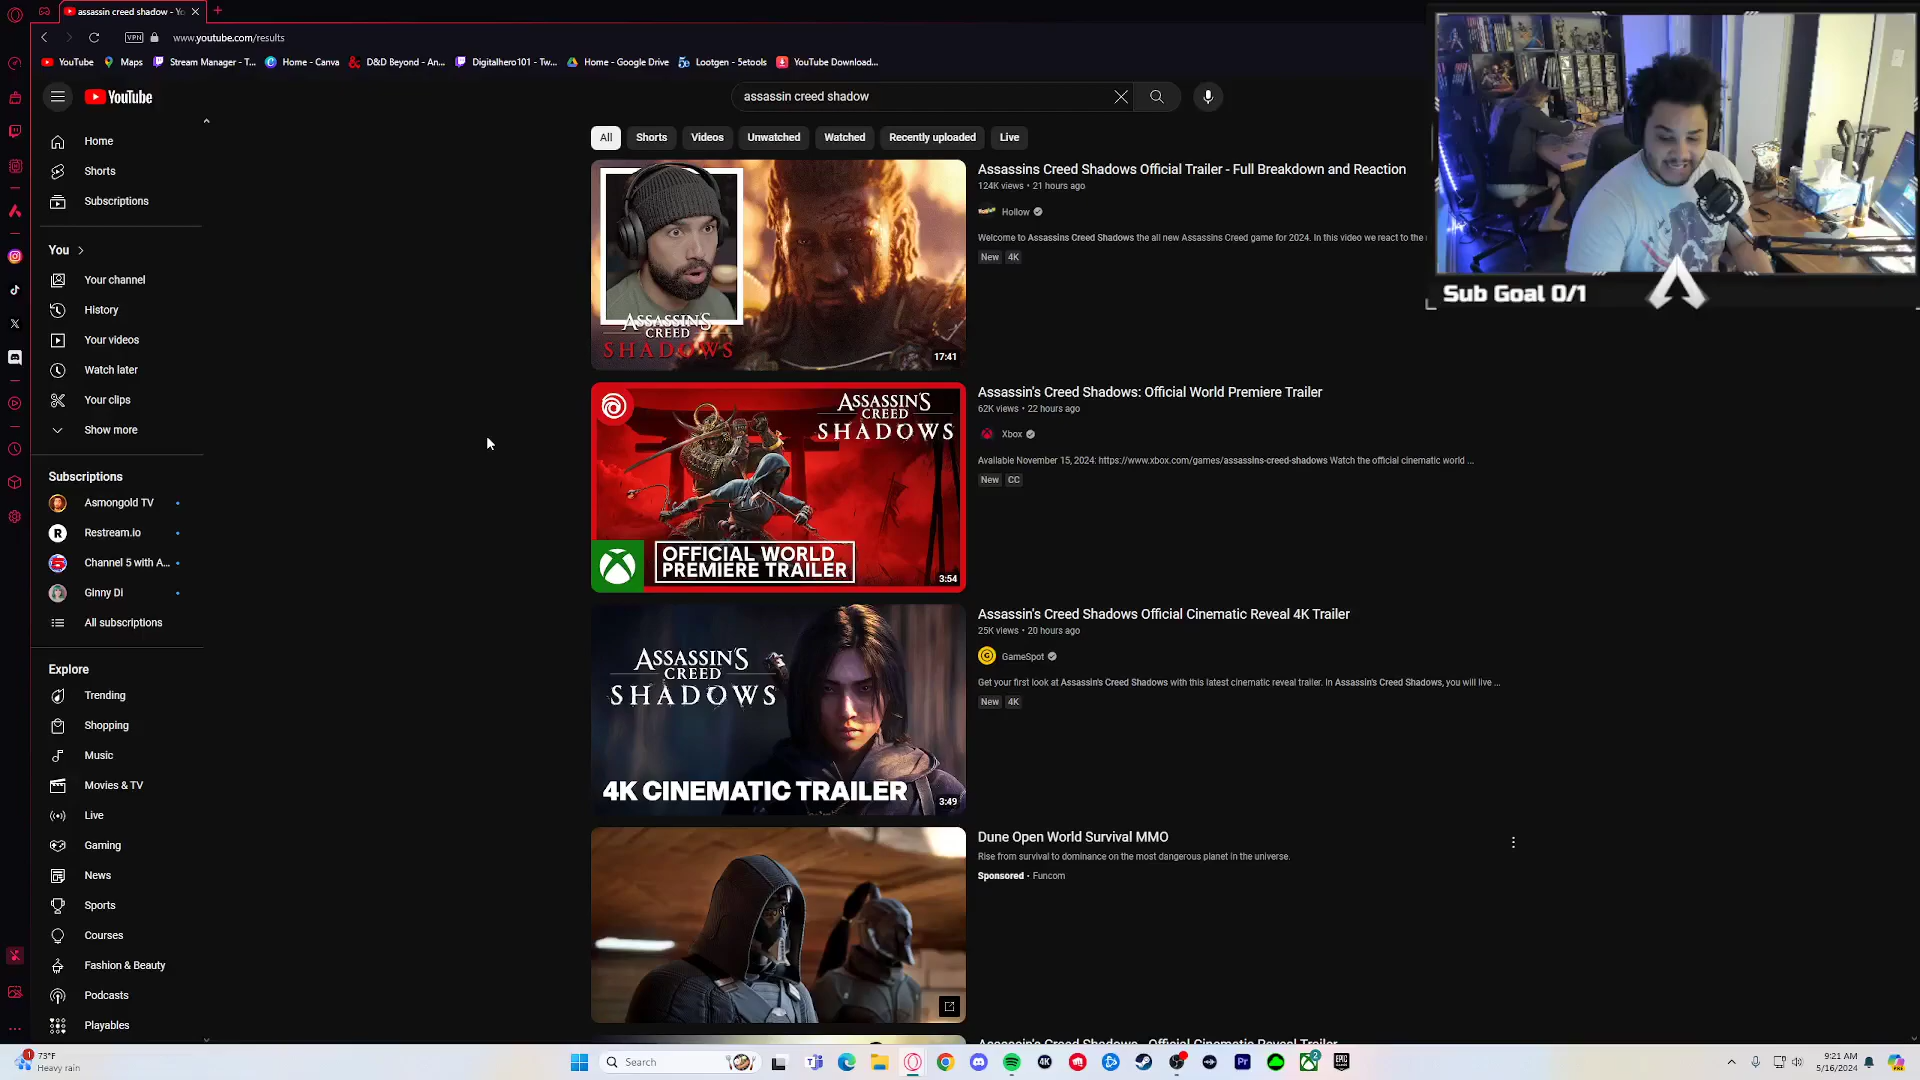 assassin creed shadow - Yo
www.youtube.com/results
VPN
YouTube
Maps
Stream Manager - T...
Home - Canva
D&D Beyond - An...
Digitalhero101 - Tw...
Home - Google Drive
Lootgen - 5etools
YouTube Download...
YouTube
assassin creed shadow
All
Shorts
Videos
Unwatched
Watched
Recently uploaded
Live
Home
Shorts
Subscriptions
You
Your channel
History
Your videos
Watch later
Your clips
Show more
Subscriptions
Asmongold TV
Restream.io
Channel 5 with A...
Ginny Di
All subscriptions
Explore
Trending
Shopping
Music
Movies & TV
Live
Gaming
News
Sports
Courses
Fashion & Beauty
Podcasts
Playables
ASSASSIN'S
CREED
SHADOWS
17:41
Assassins Creed Shadows Official Trailer - Full Breakdown and Reaction
124K views • 21 hours ago
Hollow
Welcome to Assassins Creed Shadows the all new Assassins Creed game for 2024. In this video we react to the
New 4K
ASSASSIN'S
CREED
SHADOWS
OFFICIAL WORLD
PREMIERE TRAILER
3:54
Assassin's Creed Shadows: Official World Premiere Trailer
62K views • 22 hours ago
Xbox
Available November 15, 2024: https://www.xbox.com/games/assassins-creed-shadows Watch the official cinematic world ...
New CC
ASSASSIN'S
CREED
SHADOWS
4K CINEMATIC TRAILER
3:49
Assassin's Creed Shadows Official Cinematic Reveal 4K Trailer
25K views • 20 hours ago
GameSpot
Get your first look at Assassin's Creed Shadows with this latest cinematic reveal trailer. In Assassin's Creed Shadows, you will live ...
New 4K
Dune Open World Survival MMO
Rise from survival to dominance on the most dangerous planet in the universe.
Sponsored • Funcom
Assassin's Creed Shadows - Official Cinematic Reveal Trailer
Sub Goal 0/1
73°F
Heavy rain
Search
9:21 AM
5/16/2024